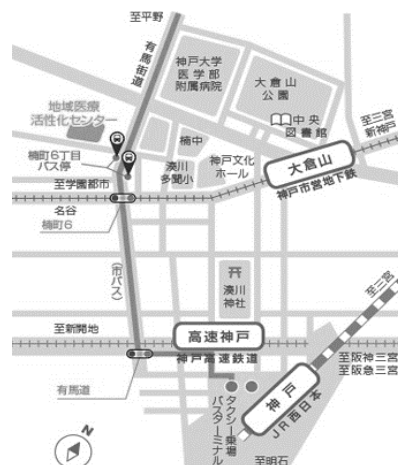 至平野
有馬街道
神戸大学
医学部
附属病院
大倉山
公園
地域医療
活性化センター
中央
図書館
至三宮
新神戸
楠中
楠町6丁目
バス停
湊川
多聞小
神戸文化
ホール
大倉山
神戸市営地下鉄
至学園都市
名谷
楠町6
(市バス)
湊川
神社
至三宮
至新開地
高速神戸
神戸高速鉄道
至阪神三宮
至阪急三宮
有馬道
神戸
JR西日本
タクシー乗場
バスターミナル
至明石
N